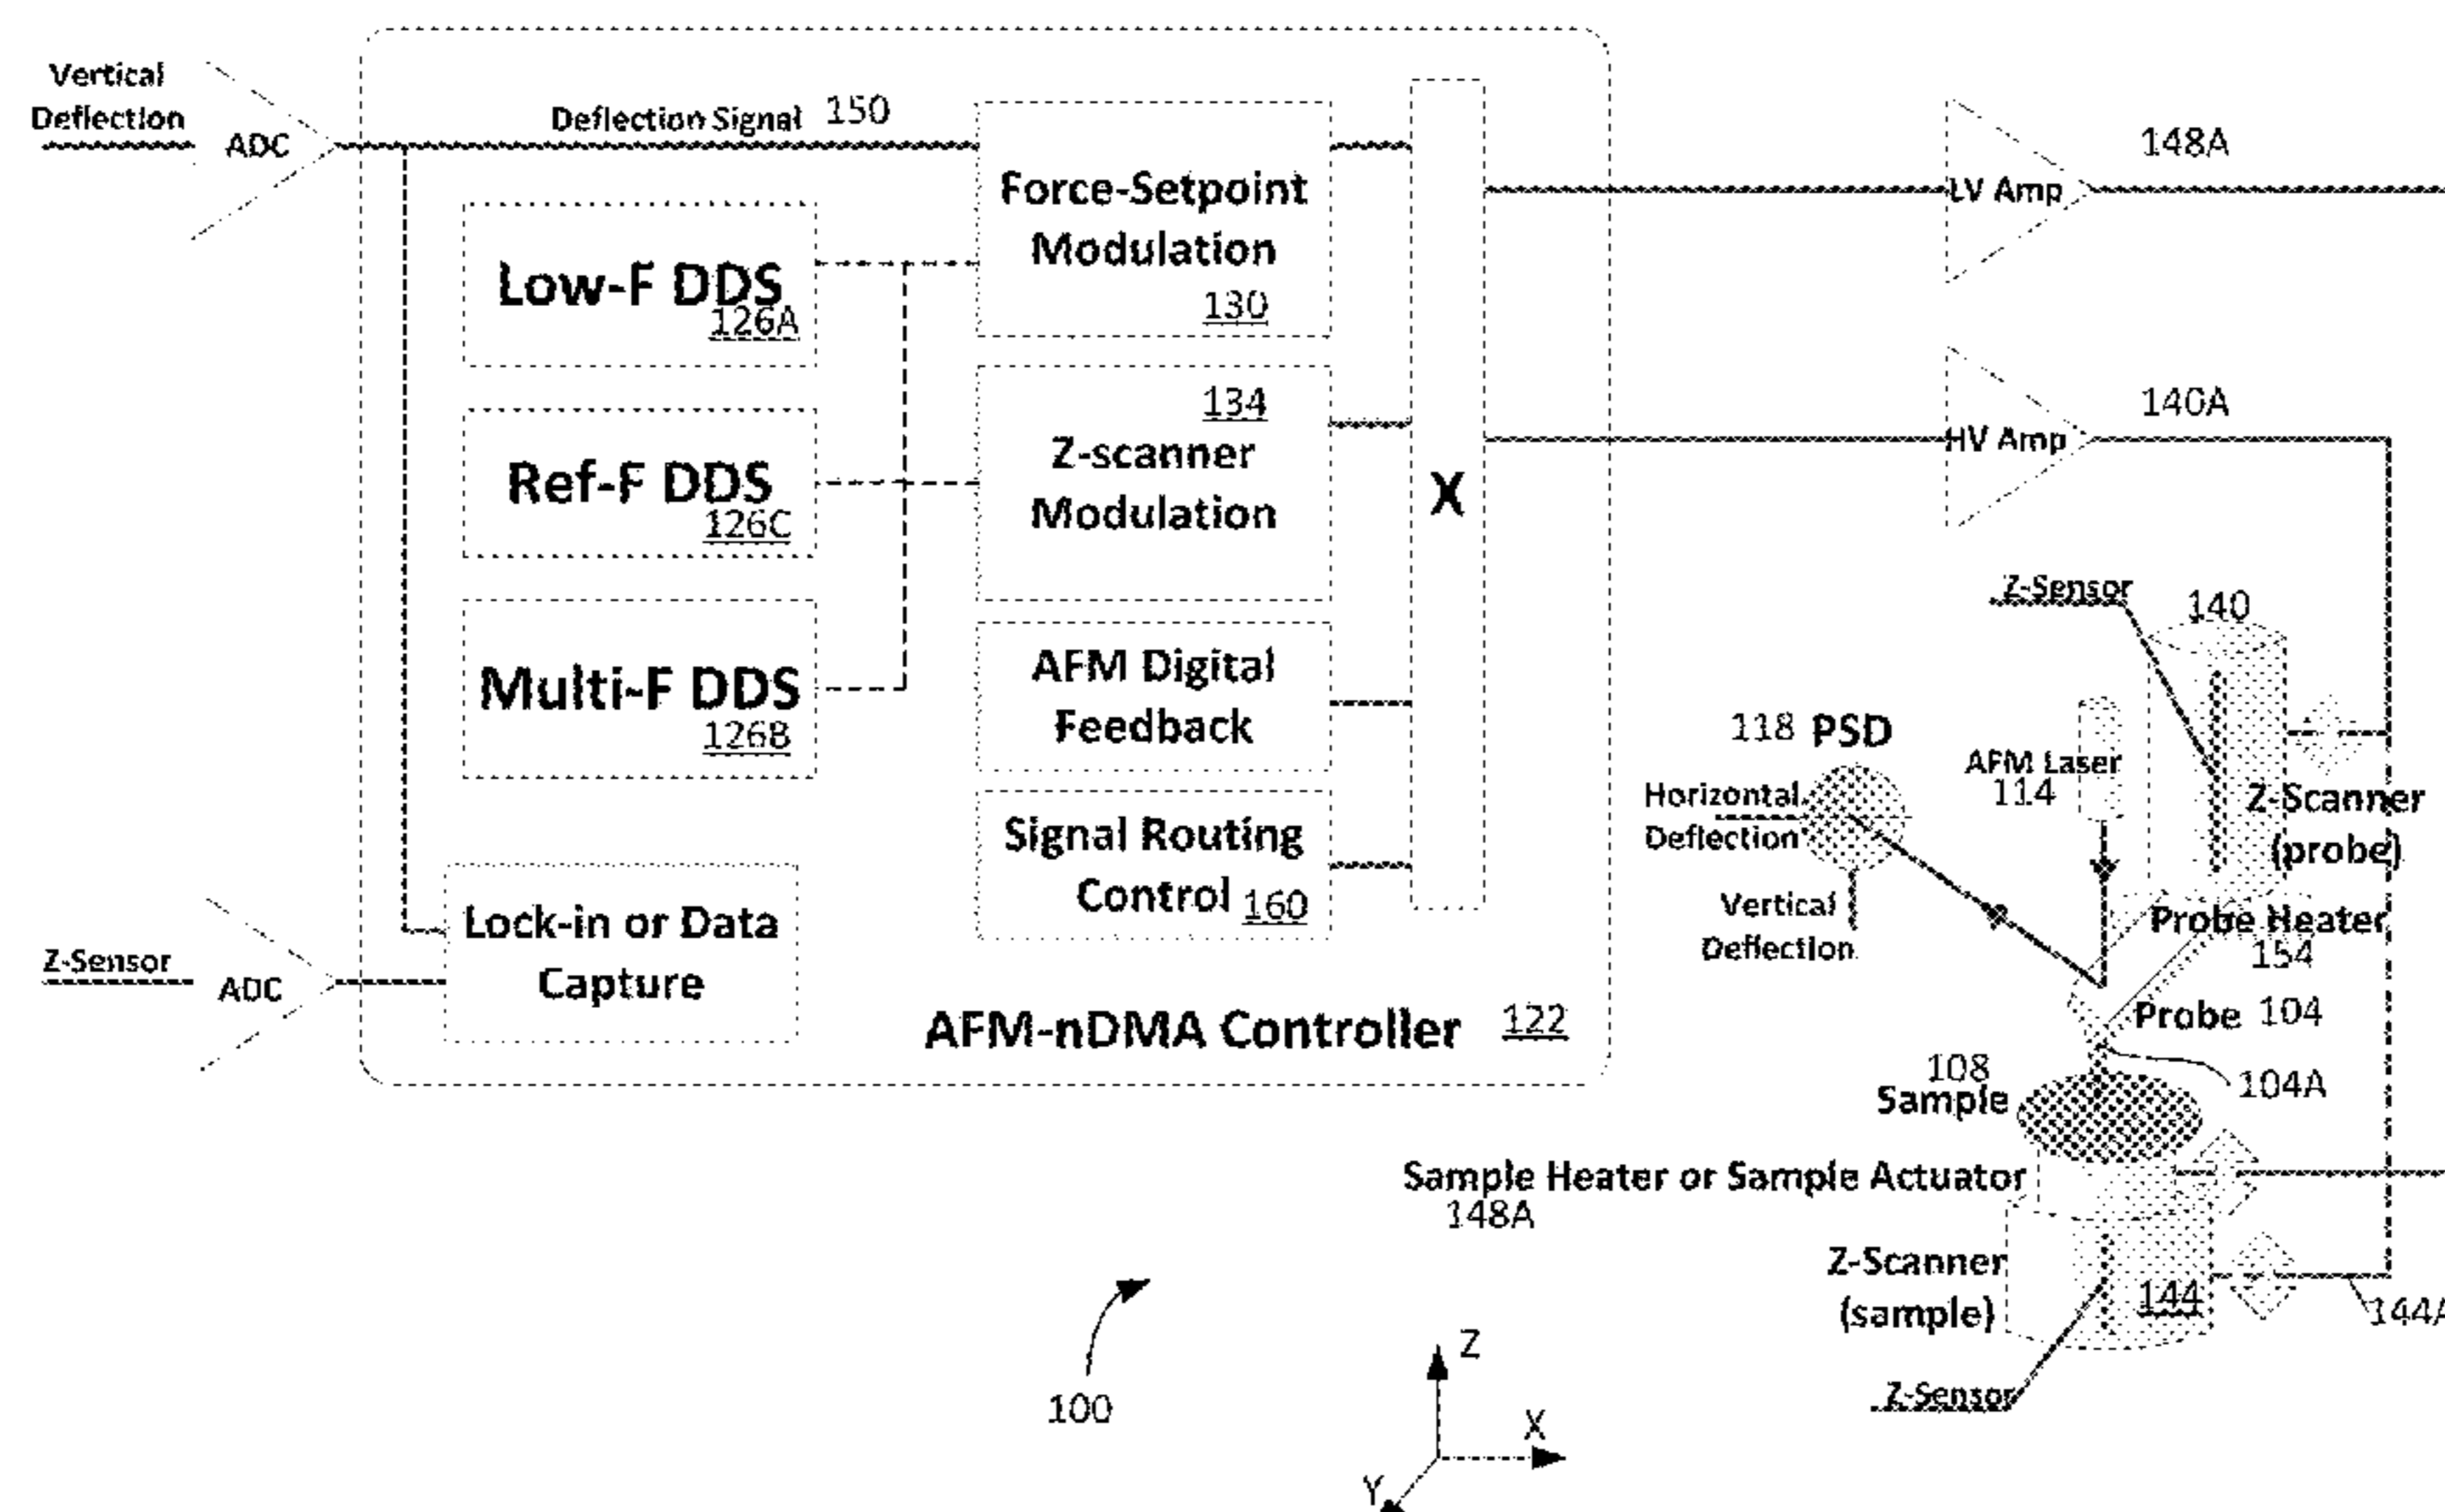 Vertical
Deflection
ADC
Deflection Signal 150
Low-F DDS
126A
Ref-F DDS
126C
Multi-F DDS
126B
Z-Sensor
ADC
Lock-in or Data
Capture
Force-Setpoint
Modulation
130
134
Z-scanner
Modulation
AFM Digital
Feedback
Signal Routing
Control 160
X
AFM-nDMA Controller 122
LV Amp
148A
HV Amp
140A
Z-Sensor
140
118 PSD
Horizontal
Deflection
Vertical
Deflection
AFM Laser
114
Z-Scanner
(probe)
Probe Heater
154
Probe 104
104A
108
Sample
Sample Heater or Sample Actuator
148A
Z-Scanner
(sample)
144
144A
Z-Sensor
100
Z
X
Y